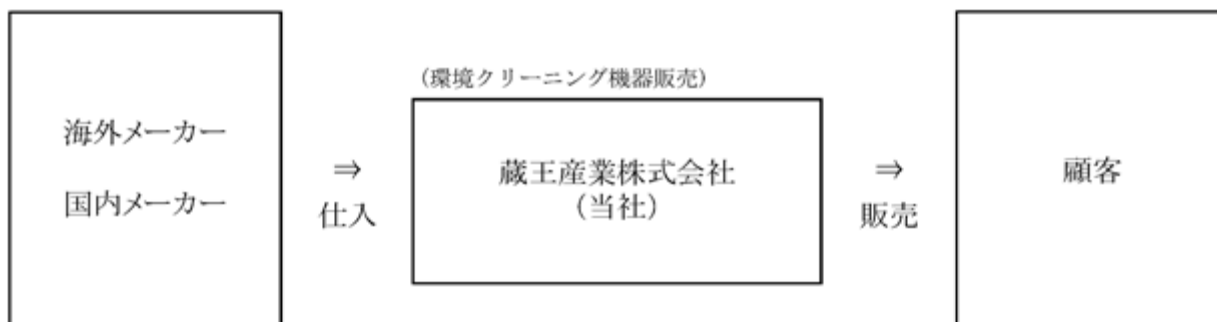 海外メーカー
国内メーカー
⇒
仕入
（環境クリーニング機器販売）
蔵王産業株式会社
（当社）
⇒
販売
顧客